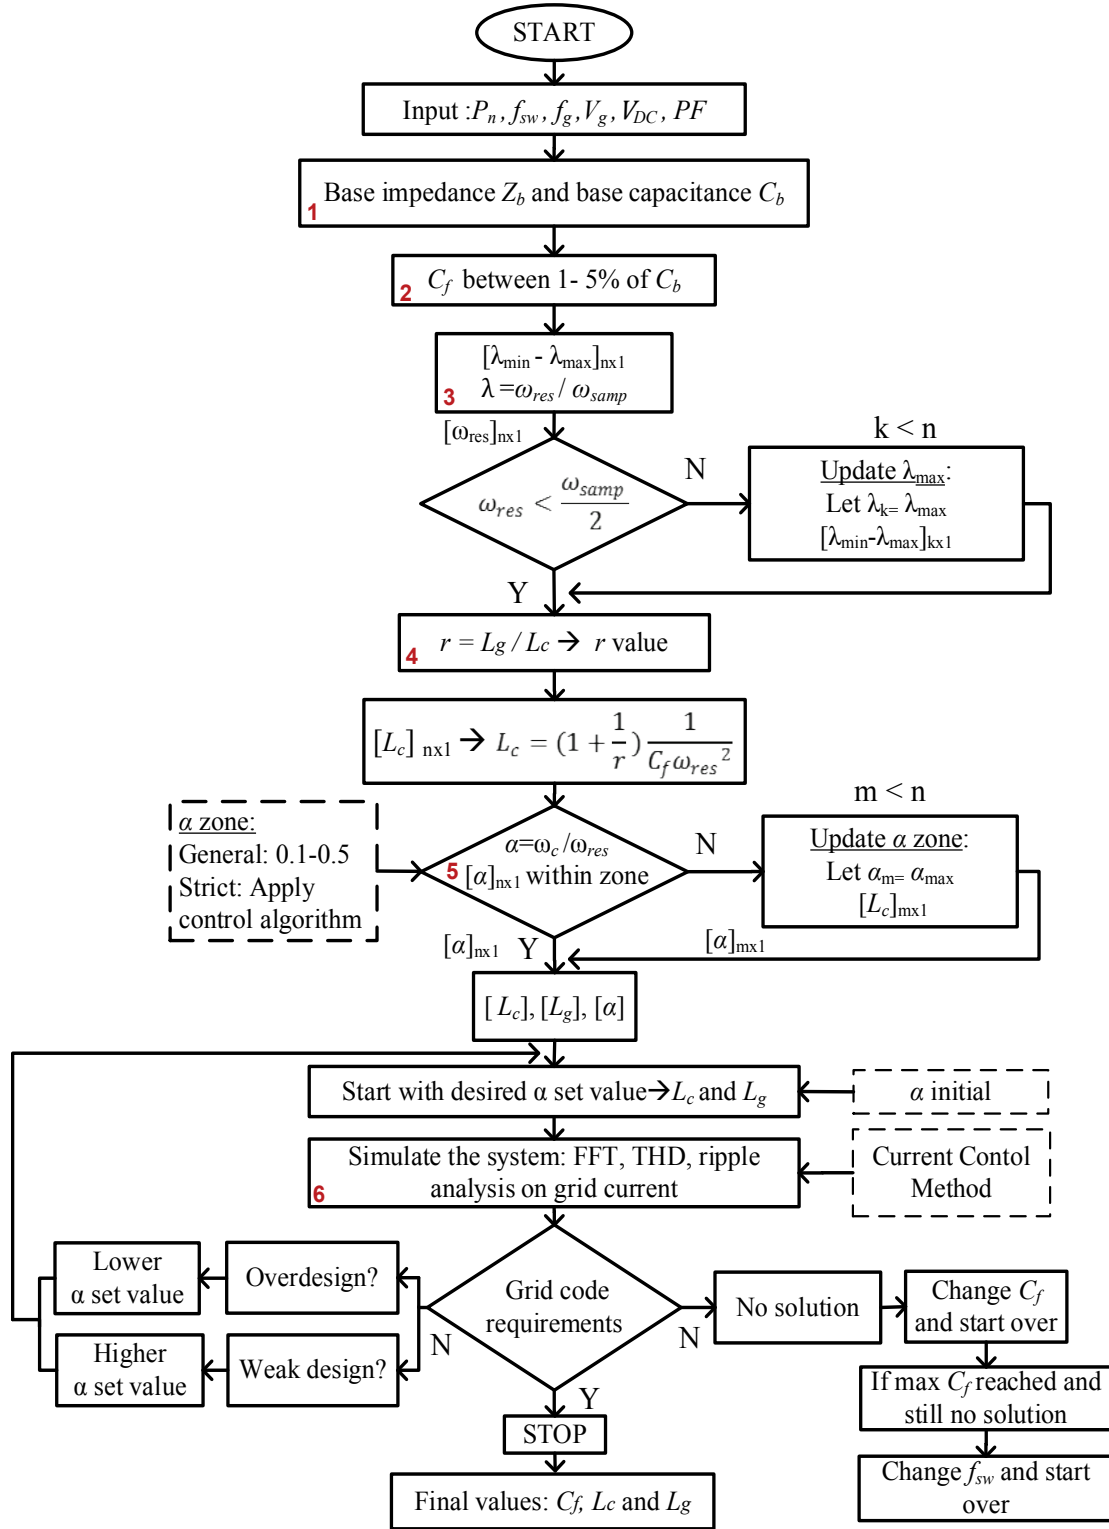 START
Input :Pn, fsw, fg, Vg, VDC, PF
Base impedance Zb and base capacitance Cb
1
Cf between 1- 5% of Cb
2
[λmin - λmax]nx1
λ =ωres / ωsamp
3
[ωres]nx1
k < n
ωres < ωsamp / 2
N
Update λmax:
Let λk= λmax
[λmin-λmax]kx1
Y
r = Lg / Lc → r value
4
[Lc] nx1 → Lc = (1 + 1/r) 1/(Cf ωres²)
m < n
α zone:
General: 0.1-0.5
Strict: Apply
control algorithm
α=ωc/ωres
5 [α]nx1 within zone
N
Update α zone:
Let αm= αmax
[Lc]mx1
[α]nx1
Y
[α]mx1
[ Lc], [Lg], [α]
Start with desired α set value→Lc and Lg
α initial
Simulate the system: FFT, THD, ripple
analysis on grid current
6
Current Contol
Method
Lower
α set value
Overdesign?
Grid code
requirements
N
N
No solution
Change Cf
and start over
Higher
α set value
Weak design?
If max Cf reached and
still no solution
Y
STOP
Change fsw and start
over
Final values: Cf, Lc and Lg